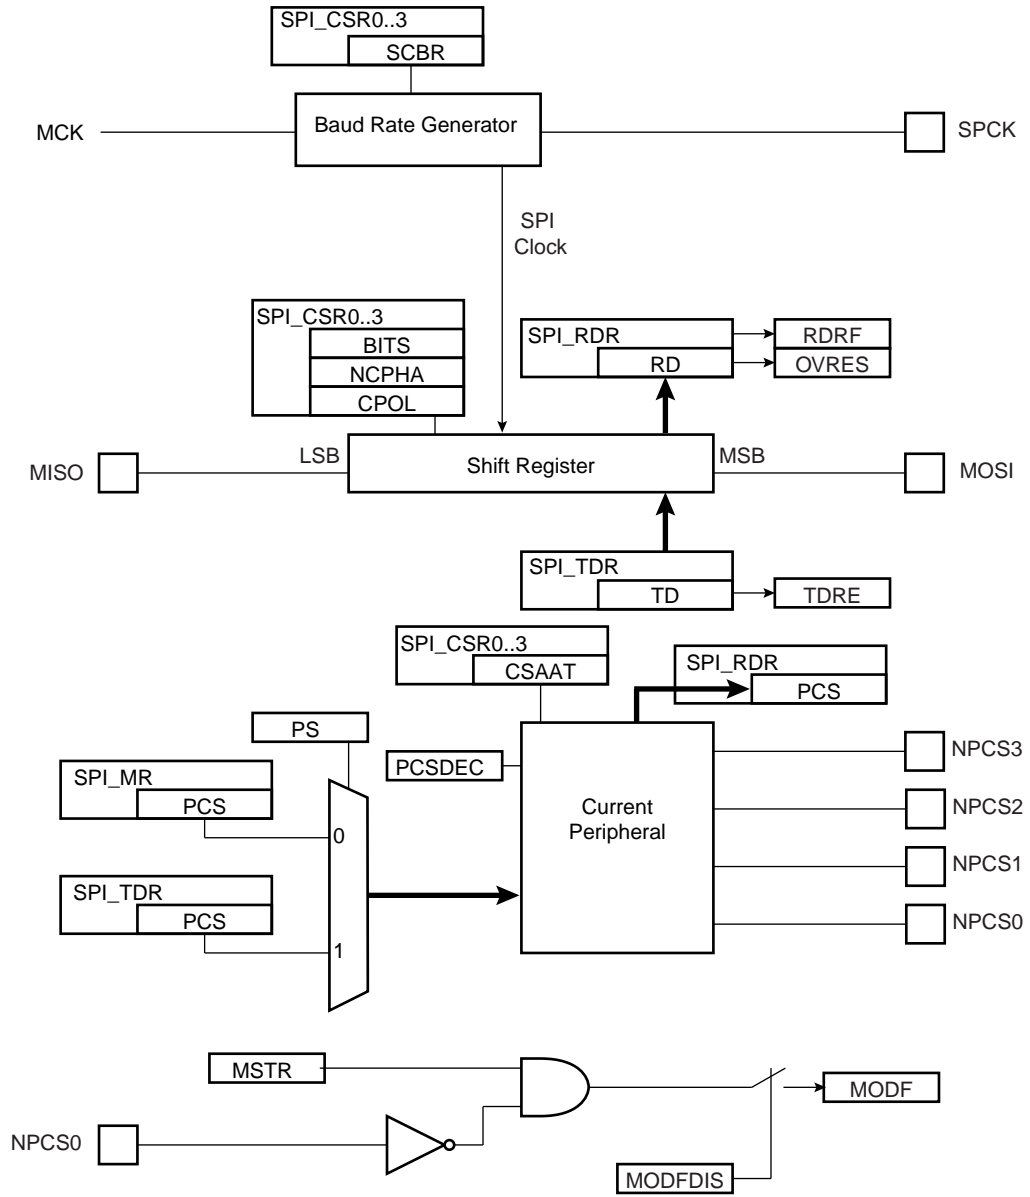 SPI_CSR0..3
SCBR
MCK
Baud Rate Generator
SPCK
SPI
Clock
SPI_CSR0..3
BITS
NCPHA
CPOL
SPI_RDR
RD
RDRF
OVRES
MISO
LSB
Shift Register
MSB
MOSI
SPI_TDR
TD
TDRE
SPI_CSR0..3
CSAAT
SPI_RDR
PCS
PS
PCSDEC
SPI_MR
PCS
0
Current
Peripheral
NPCS3
NPCS2
NPCS1
NPCS0
SPI_TDR
PCS
1
MSTR
MODF
NPCS0
MODFDIS